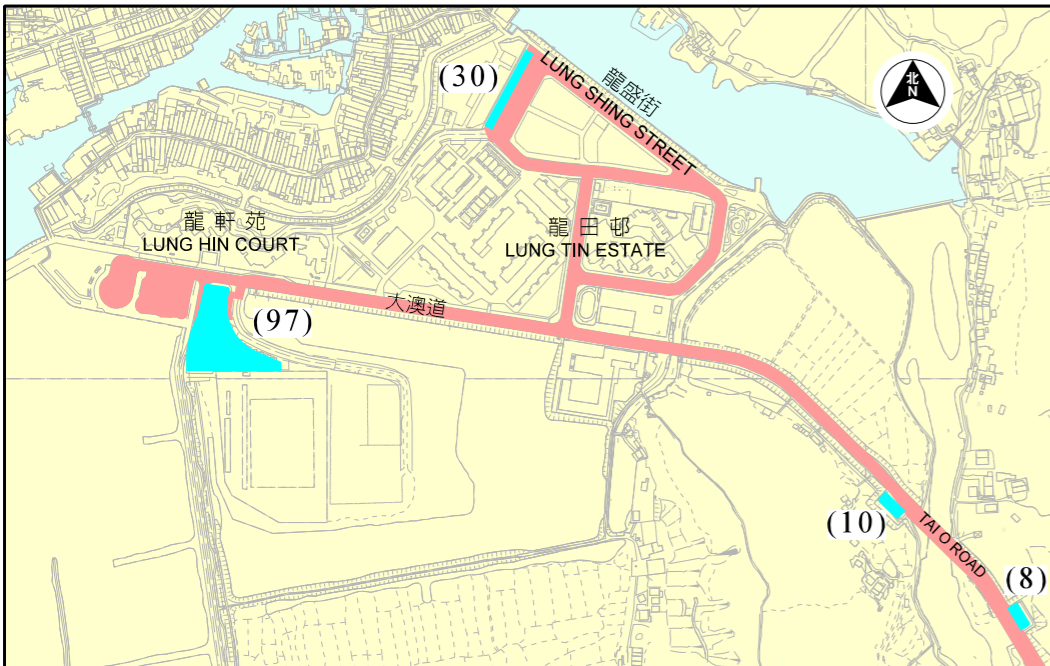 (30)
龍盛街
LUNG SHING STREET
北
N
龍軒苑
LUNG HIN COURT
龍田邨
LUNG TIN ESTATE
(97)
大澳道
(10)
TAI O ROAD
(8)